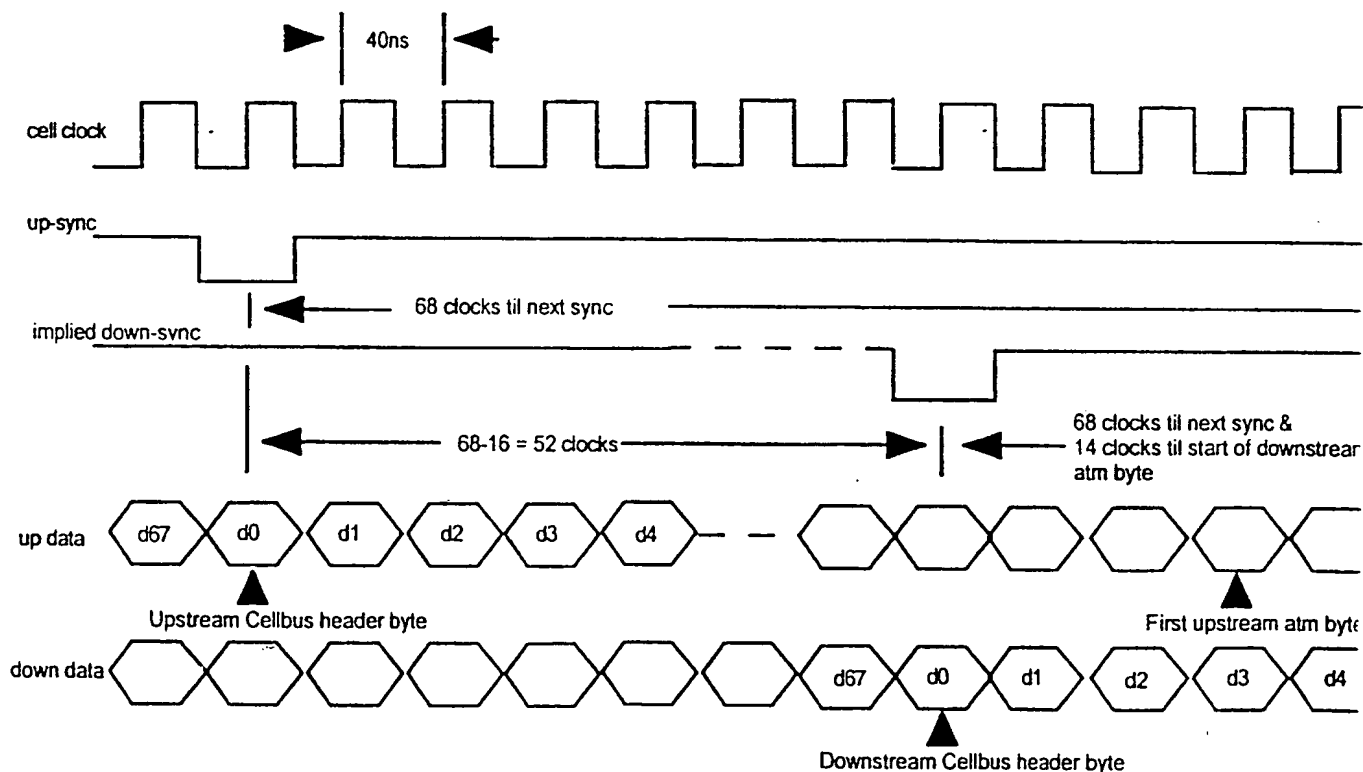 40ns
cell clock
up-sync
68 clocks til next sync
implied down-sync
68-16 = 52 clocks
68 clocks til next sync &
14 clocks til start of downstrear
atm byte
up data
d67 d0 d1 d2 d3 d4
Upstream Cellbus header byte
First upstream atm byte
down data
d67 d0 d1 d2 d3 d4
Downstream Cellbus header byte